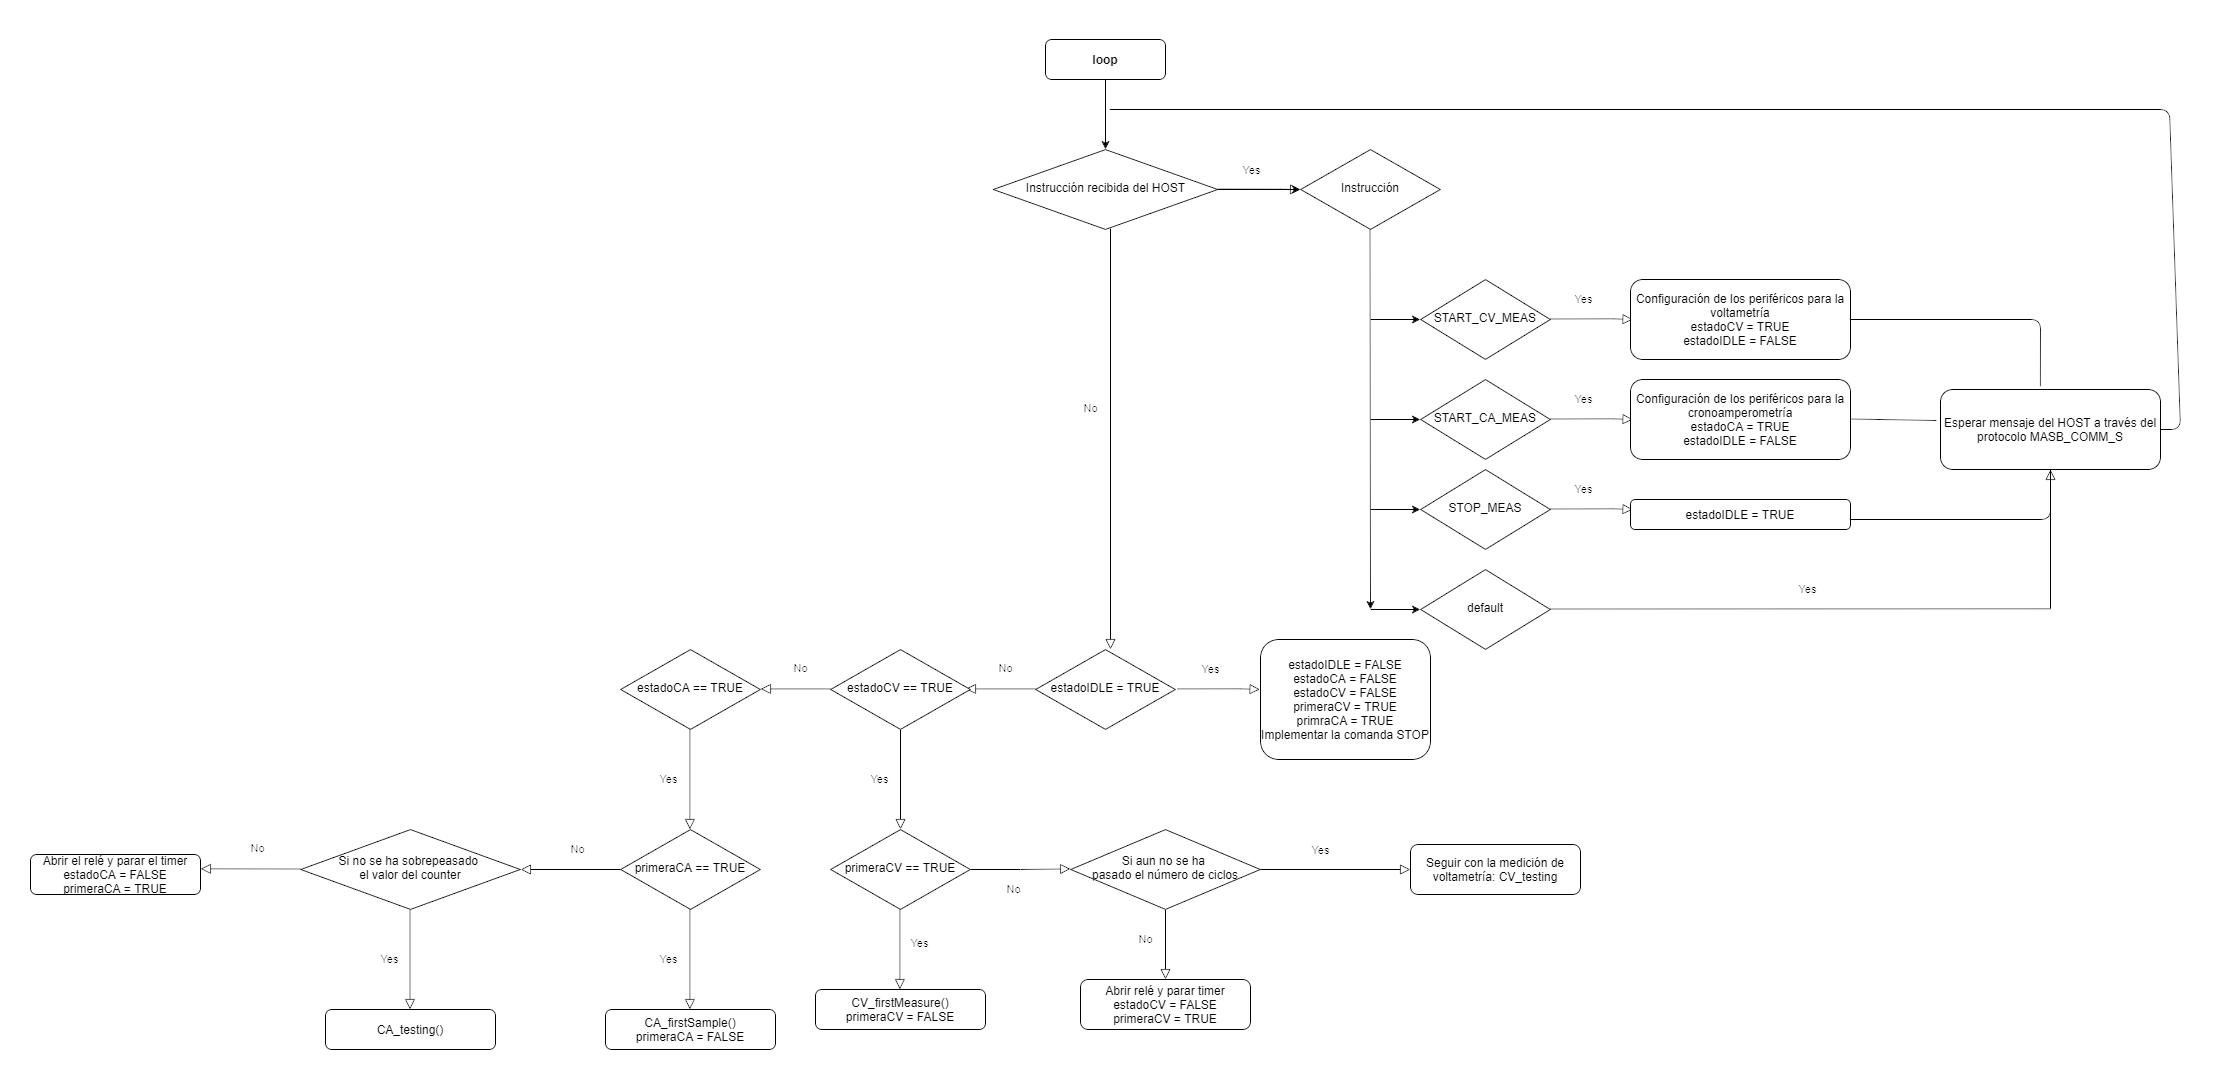 loop
Yes
Instrucción recibida del HOST
Instrucción
Yes
START_CV_MEAS
Configuración de los periféricos para la
voltametría
estadoCV = TRUE
estadoIDLE = FALSE
No
Yes
START_CA_MEAS
Configuración de los periféricos para la
cronoamperometría
estadoCA = TRUE
estadoIDLE = FALSE
Esperar mensaje del HOST a través del
protocolo MASB_COMM_S
Yes
STOP_MEAS
estadoIDLE = TRUE
Yes
default
No
No
Yes
estadoCA == TRUE
estadoCV == TRUE
estadoIDLE = TRUE
estadoIDLE = FALSE
estadoCA = FALSE
estadoCV = FALSE
primeraCV = TRUE
primraCA = TRUE
Implementar la comanda STOP
Yes
Yes
No
No
Yes
Abrir el relé y parar el timer
estadoCA = FALSE
primeraCA = TRUE
Si no se ha sobrepeasado
el valor del counter
primeraCA == TRUE
primeraCV == TRUE
No
Si aun no se ha
pasado el número de ciclos
Seguir con la medición de
voltametría: CV_testing
Yes
Yes
Yes
No
CA_testing()
CA_firstSample()
primeraCA = FALSE
CV_firstMeasure()
primeraCV = FALSE
Abrir relé y parar timer
estadoCV = FALSE
primeraCV = TRUE